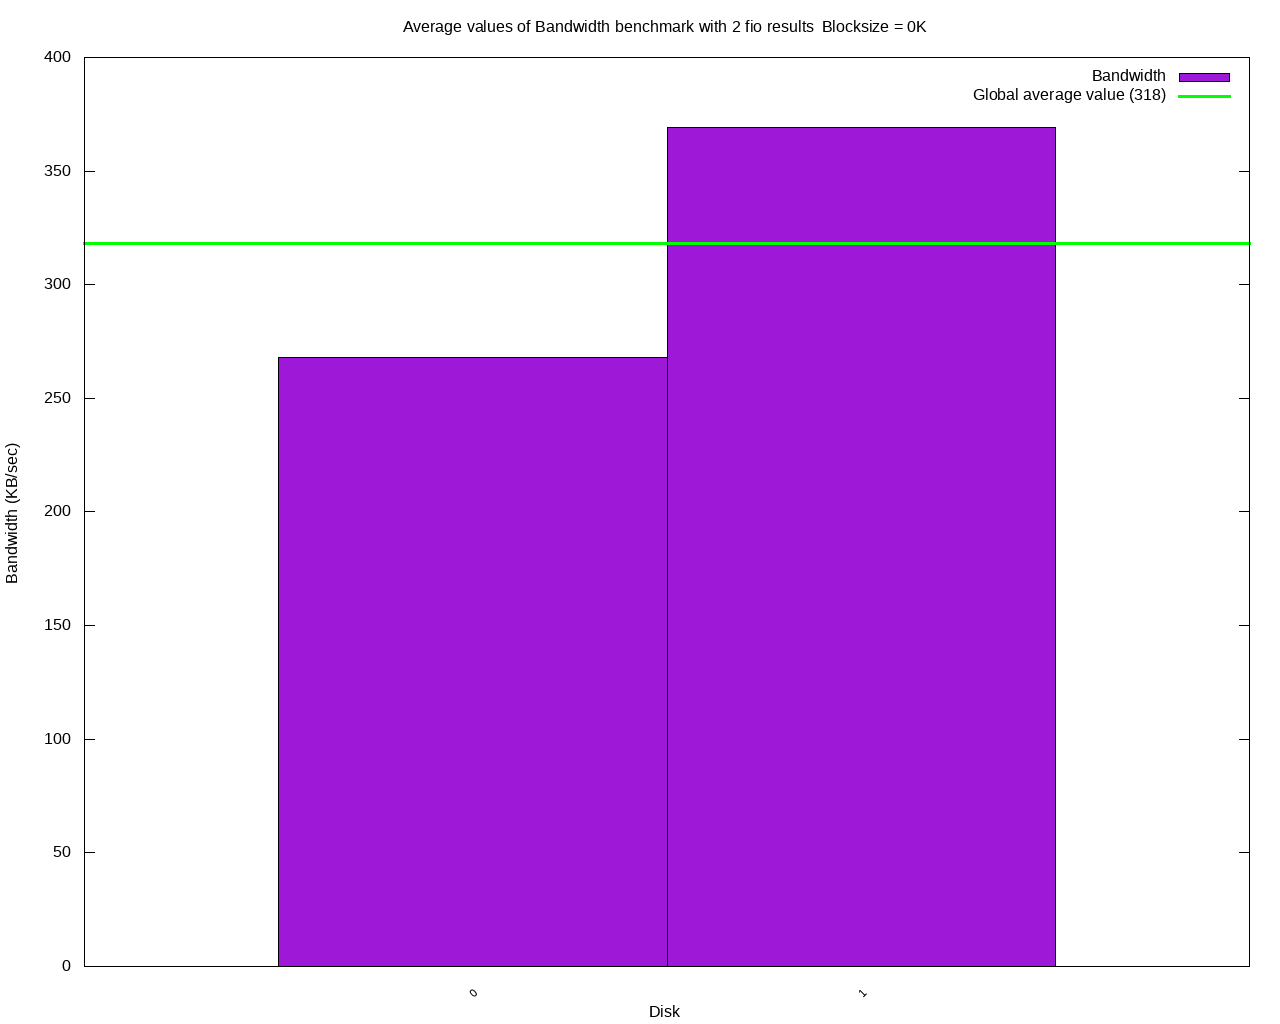 Average values of Bandwidth benchmark with 2 fio results  Blocksize = 0K
Bandwidth
Global average value (318)
400
350
300
250
200
150
100
50
0
Bandwidth (KB/sec)
0
1
Disk